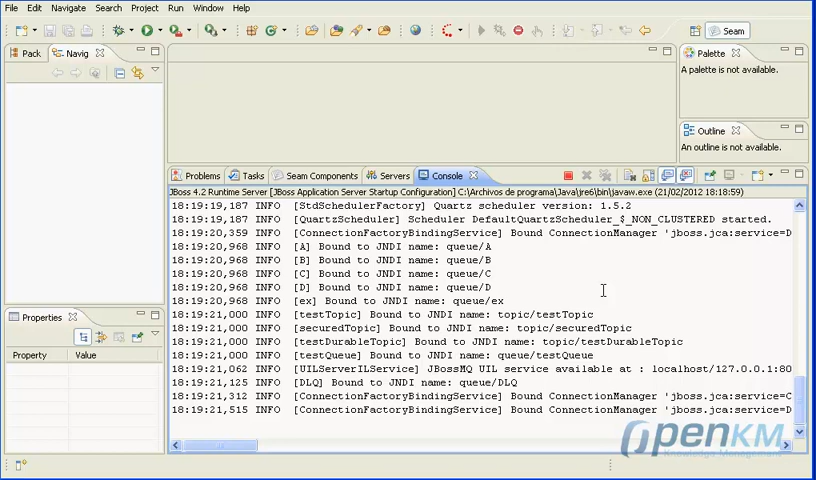 File Edit Navigate Search Project Run Window Help
Seam
Pack Navig
Palette
A palette is not available.
Outline
An outline is not available.
Problems Tasks Seam Components Servers Console
JBoss 4.2 Runtime Server [JBoss Application Server Startup Configuration] C:\Archivos de programa\Java\jre6\bin\javaw.exe (21/02/2012 18:18:59)
18:19:19,187 INFO [StdSchedulerFactory] Quartz scheduler version: 1.5.2
18:19:19,187 INFO [QuartzScheduler] Scheduler DefaultQuartzScheduler_$_NON_CLUSTERED started.
18:19:20,359 INFO [ConnectionFactoryBindingService] Bound ConnectionManager 'jboss.jca:service=D
18:19:20,968 INFO [A] Bound to JNDI name: queue/A
18:19:20,968 INFO [B] Bound to JNDI name: queue/B
18:19:20,968 INFO [C] Bound to JNDI name: queue/C
18:19:20,968 INFO [D] Bound to JNDI name: queue/D
18:19:20,968 INFO [ex] Bound to JNDI name: queue/ex
18:19:21,000 INFO [testTopic] Bound to JNDI name: topic/testTopic
18:19:21,000 INFO [securedTopic] Bound to JNDI name: topic/securedTopic
18:19:21,000 INFO [testDurableTopic] Bound to JNDI name: topic/testDurableTopic
18:19:21,000 INFO [testQueue] Bound to JNDI name: queue/testQueue
18:19:21,062 INFO [UILServerILService] JBossMQ UIL service available at : localhost/127.0.0.1:80
18:19:21,125 INFO [DLQ] Bound to JNDI name: queue/DLQ
18:19:21,312 INFO [ConnectionFactoryBindingService] Bound ConnectionManager 'jboss.jca:service=C
18:19:21,515 INFO [ConnectionFactoryBindingService] Bound ConnectionManager 'jboss.jca:service=D
Properties
Property Value
OpenKM
Knowledge Management